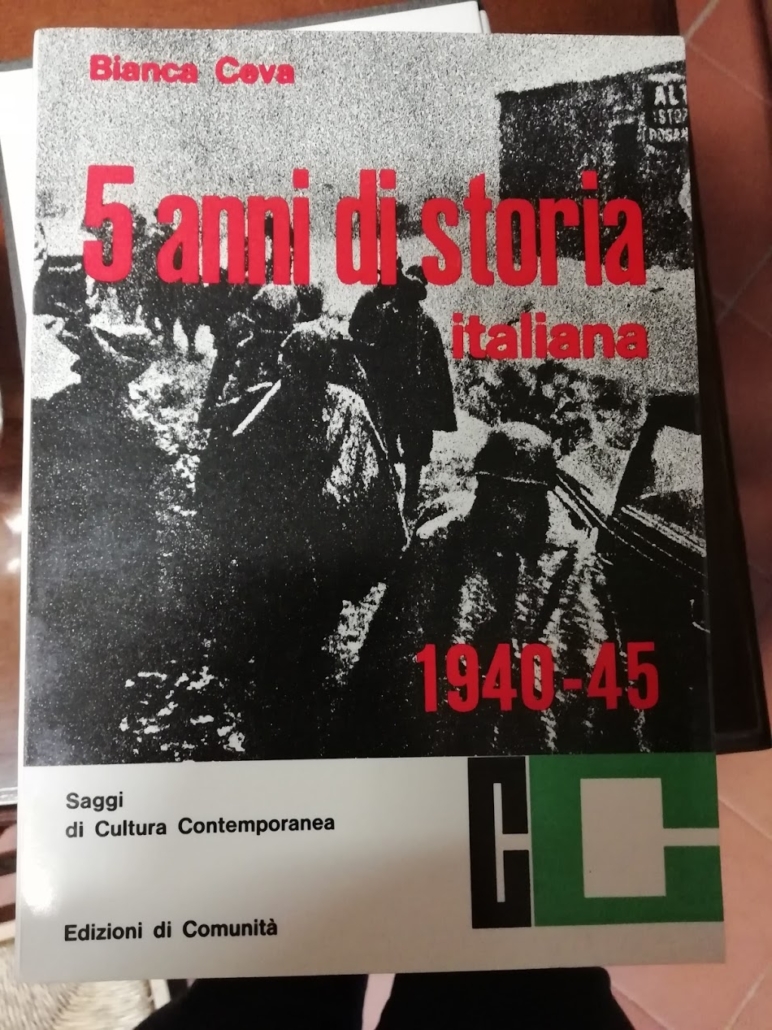 Bianca Ceva
5 anni di storia
italiana
1940-45
Saggi
di Cultura Contemporanea
CC
Edizioni di Comunità